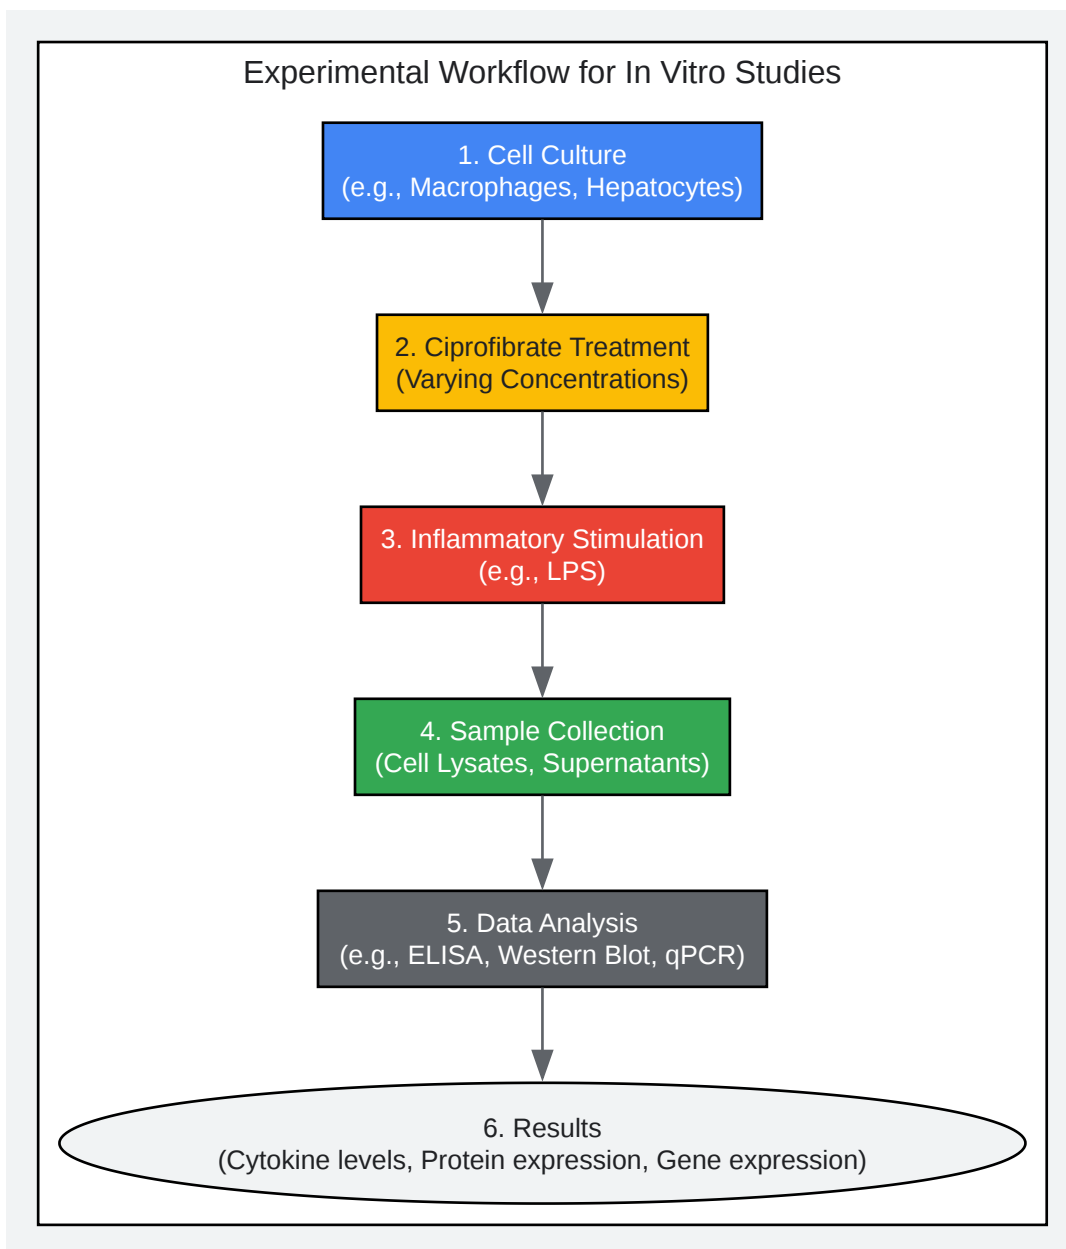 Experimental Workflow for In Vitro Studies
1. Cell Culture
(e.g., Macrophages, Hepatocytes)
2. Ciprofibrate Treatment
(Varying Concentrations)
3. Inflammatory Stimulation
(e.g., LPS)
4. Sample Collection
(Cell Lysates, Supernatants)
5. Data Analysis
(e.g., ELISA, Western Blot, qPCR)
6. Results
(Cytokine levels, Protein expression, Gene expression)